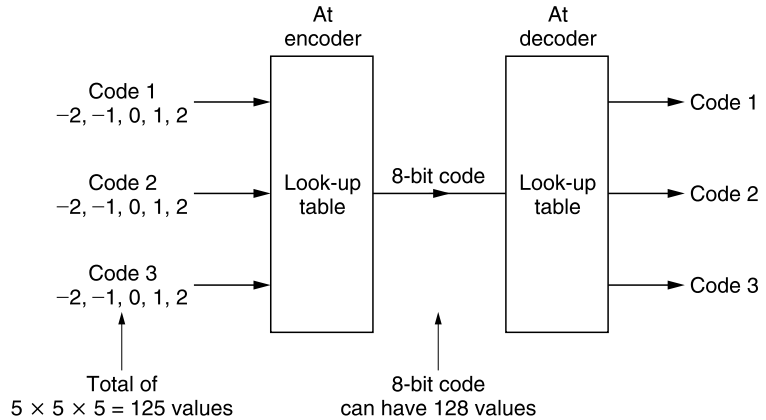 At
encoder
At
decoder
Code 1
−2, −1, 0, 1, 2
Code 2
−2, −1, 0, 1, 2
Code 3
−2, −1, 0, 1, 2
Look-up
table
8-bit code
Look-up
table
Code 1
Code 2
Code 3
Total of
5 × 5 × 5 = 125 values
8-bit code
can have 128 values